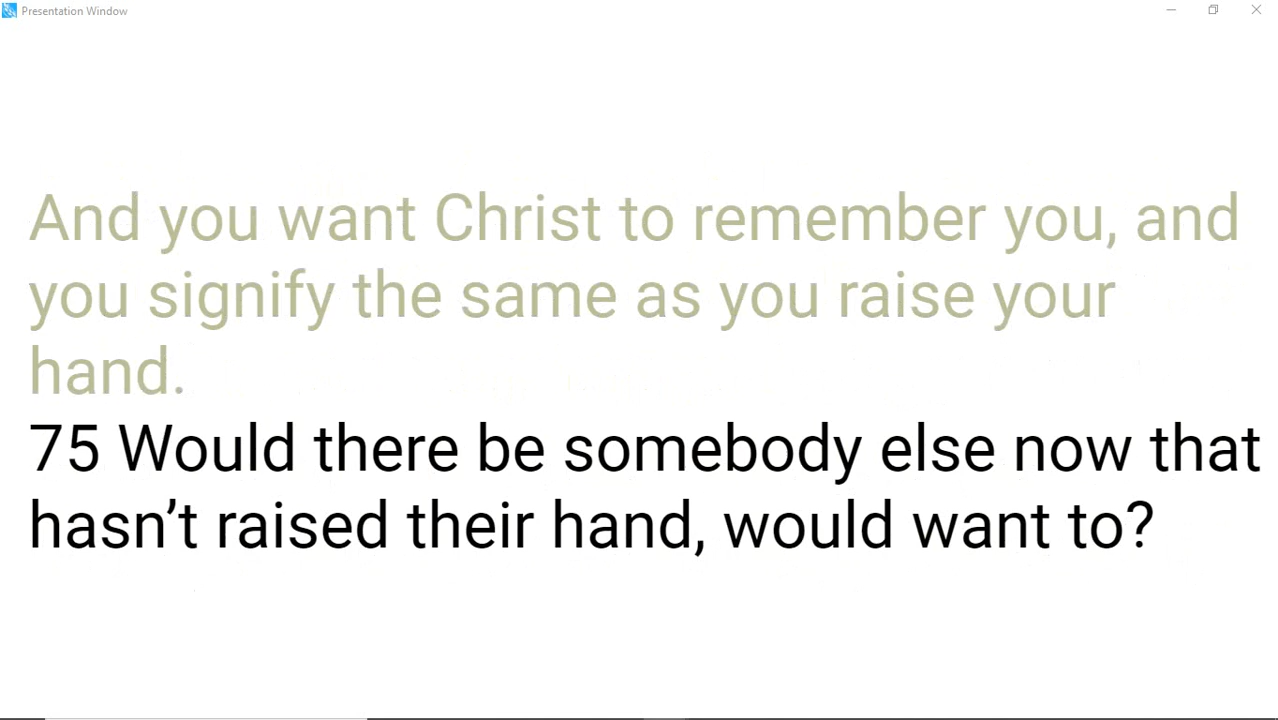 Presentation Window
And you want Christ to remember you, and
you signify the same as you raise your
hand.
75 Would there be somebody else now that
hasn’t raised their hand, would want to?